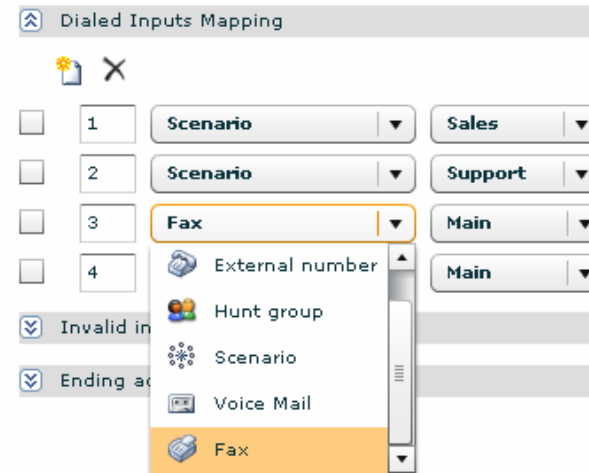 Dialed Inputs Mapping
1 Scenario Sales
2 Scenario Support
3 Fax Main
External number
4 Main
Hunt group
Invalid in
Scenario
Ending ac
Voice Mail
Fax